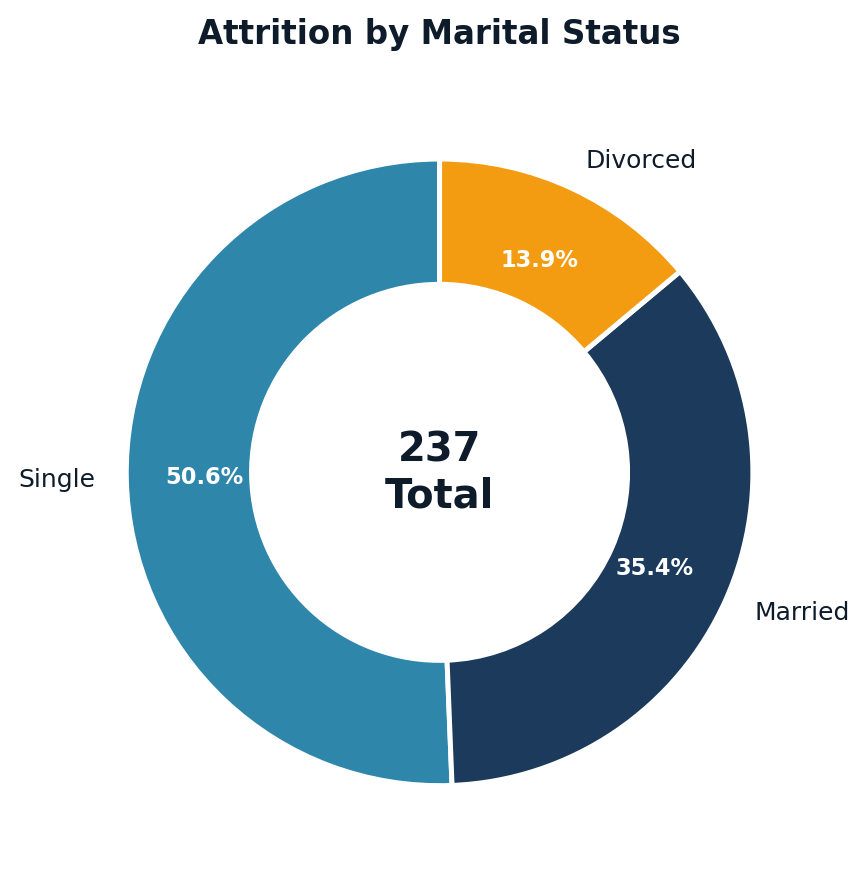 Attrition by Marital Status
Divorced
13.9%
237
Total
Single
50.6%
35.4%
Married